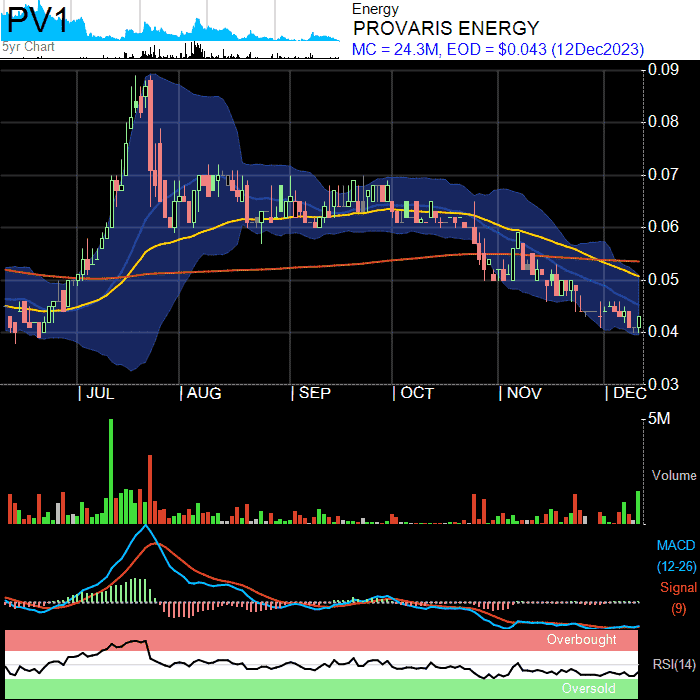 PV1
5yr Chart
Energy
PROVARIS ENERGY
MC = 24.3M, EOD = $0.043 (12Dec2023)
0.09
0.08
0.07
0.06
0.05
0.04
0.03
JUL AUG SEP OCT NOV DEC
5M
Volume
MACD
(12-26)
Signal
(9)
Overbought
RSI(14)
Oversold